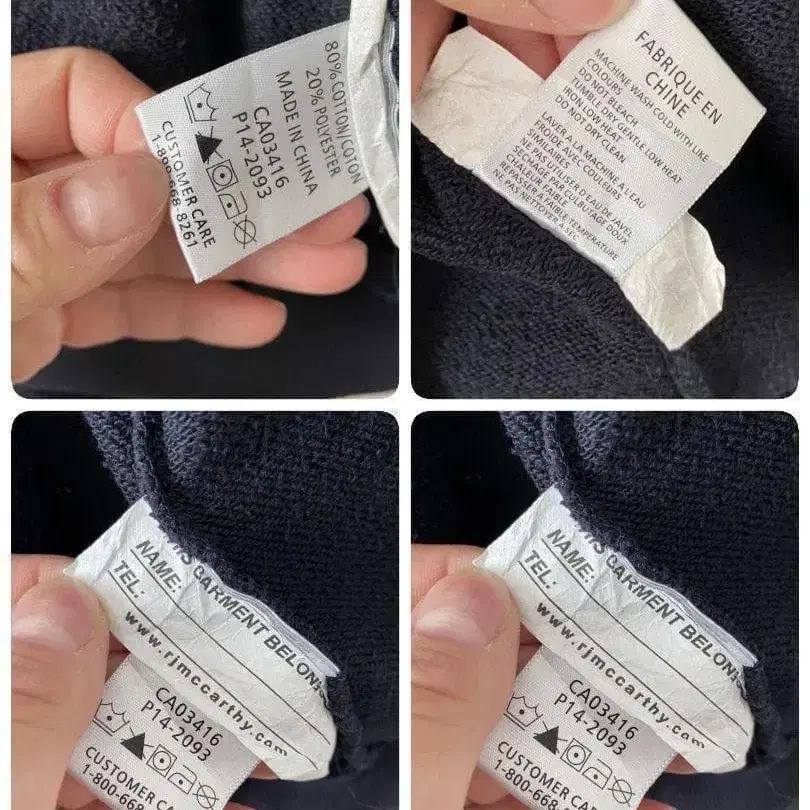 80% COTTON/COTON
20% POLYESTER
MADE IN CHINA
CA03416
P14-2093
CUSTOMER CARE
1-800-668-8261
FABRIQUE EN
CHINE
MACHINE WASH COLD WITH LIKE
COLOURS
DO NOT BLEACH
TUMBLE DRY GENTLE LOW HEAT
IRON LOW HEAT
DO NOT DRY CLEAN
LAVER A LA MACHINE A L'EAU
FROIDE AVEC COULEURS
SIMILAIRES
NE PAS UTILISER D'EAU DE JAVEL
SECHAGE PAR CULBUTAGE DOUX
CHALEUR FAIBLE
REPASSER A FAIBLE TEMPERATURE
NE PAS NETTOYER A SEC
GARMENT BELON
NAME:
TEL:
www.rjmccarthy.com
CA03416
P14-2093
CUSTOMER CA
1-800-668
GARMENT BELON
NAME:
TEL:
www.rjmccarthy.com
CA03416
P14-2093
CUSTOMER CA
1-800-668